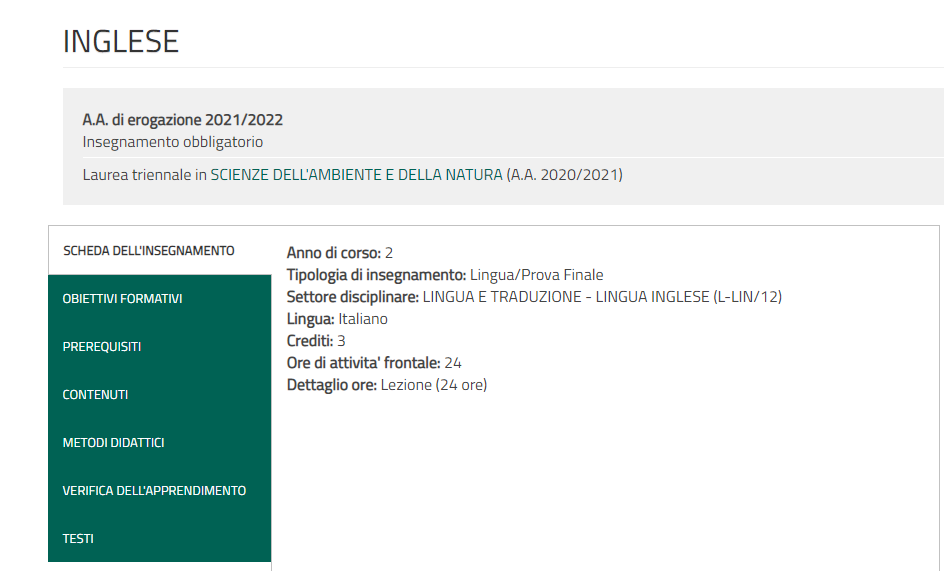 INGLESE
A.A. di erogazione 2021/2022
Insegnamento obbligatorio
Laurea triennale in SCIENZE DELL'AMBIENTE E DELLA NATURA (A.A. 2020/2021)
SCHEDA DELL'INSEGNAMENTO
OBIETTIVI FORMATIVI
PREREQUISITI
CONTENUTI
METODI DIDATTICI
VERIFICA DELL'APPRENDIMENTO
TESTI
Anno di corso: 2
Tipologia di insegnamento: Lingua/Prova Finale
Settore disciplinare: LINGUA E TRADUZIONE - LINGUA INGLESE (L-LIN/12)
Lingua: Italiano
Crediti: 3
Ore di attivita' frontale: 24
Dettaglio ore: Lezione (24 ore)